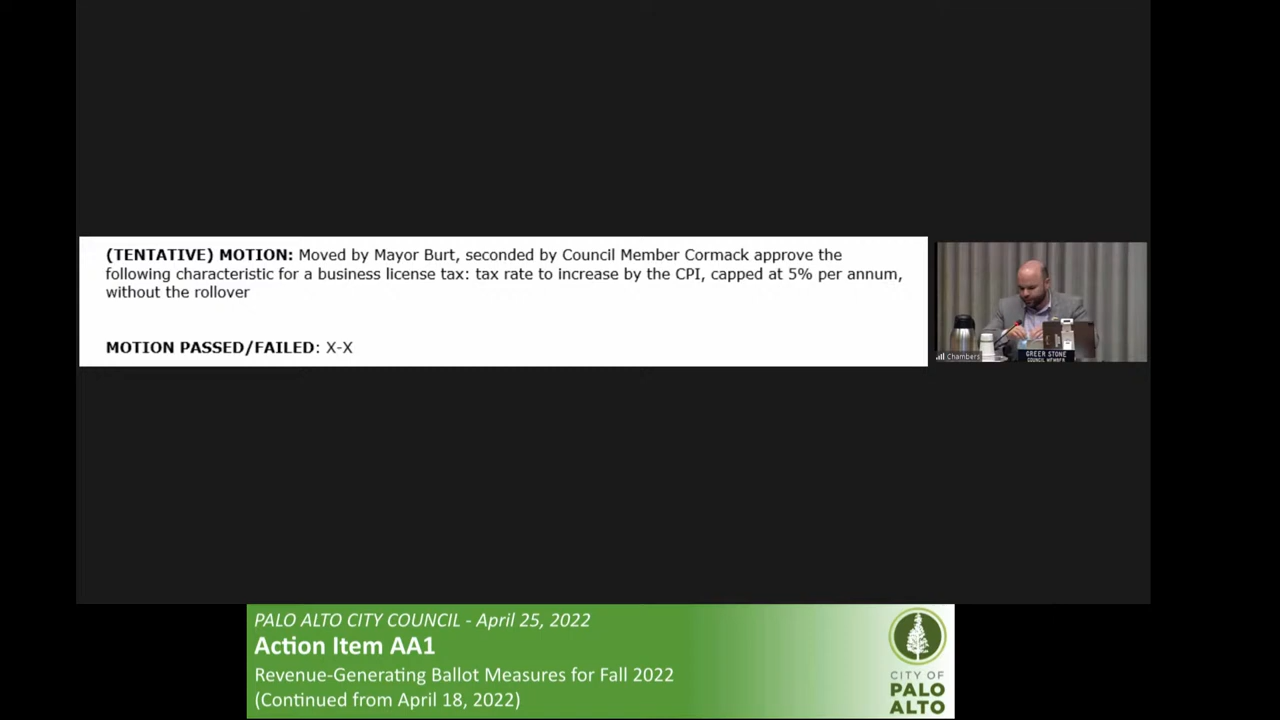 (TENTATIVE) MOTION: Moved by Mayor Burt, seconded by Council Member Cormack approve the
following characteristic for a business license tax: tax rate to increase by the CPI, capped at 5% per annum,
without the rollover
MOTION PASSED/FAILED: X-X
Chambers
GREER STONE
COUNCIL MEMBER
PALO ALTO CITY COUNCIL - April 25, 2022
Action Item AA1
Revenue-Generating Ballot Measures for Fall 2022
(Continued from April 18, 2022)
CITY OF
PALO
ALTO